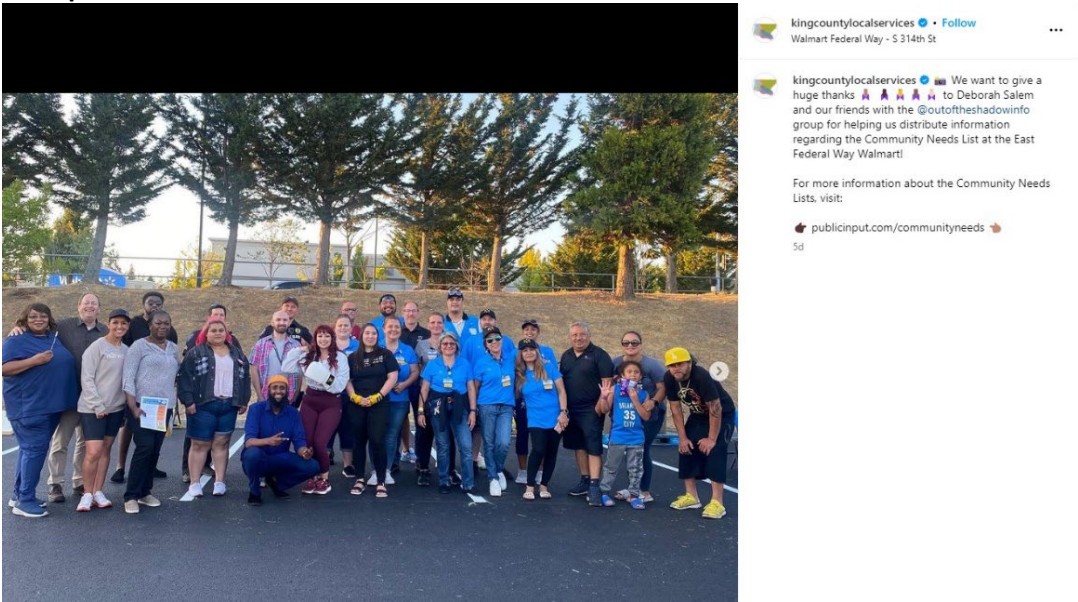 kingcountylocalservices • Follow
Walmart Federal Way - S 314th St
kingcountylocalservices 📷 We want to give a
huge thanks 🙏🏽 🙏🏿 🙏 🙏🏾 🙏🏻 to Deborah Salem
and our friends with the @outoftheshadowinfo
group for helping us distribute information
regarding the Community Needs List at the East
Federal Way Walmart!
For more information about the Community Needs
Lists, visit:
publicinput.com/communityneeds
5d
35
CITY